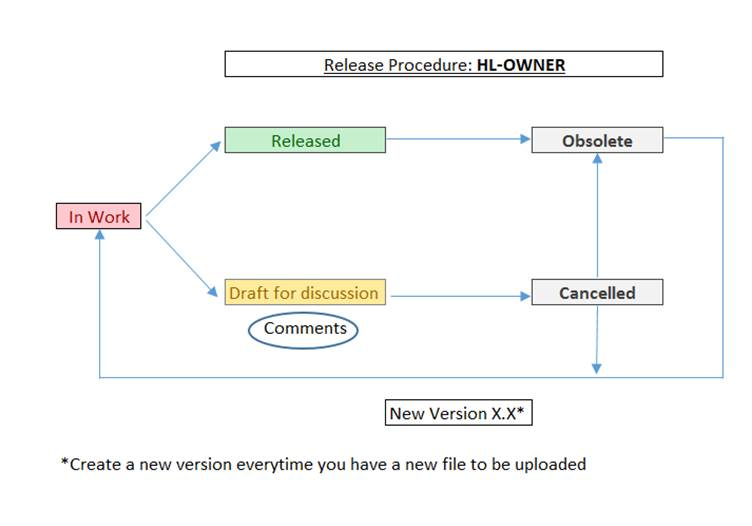 Release Procedure: HL-OWNER
Released
Obsolete
In Work
Draft for discussion
Cancelled
Comments
New Version X.X*
*Create a new version everytime you have a new file to be uploaded